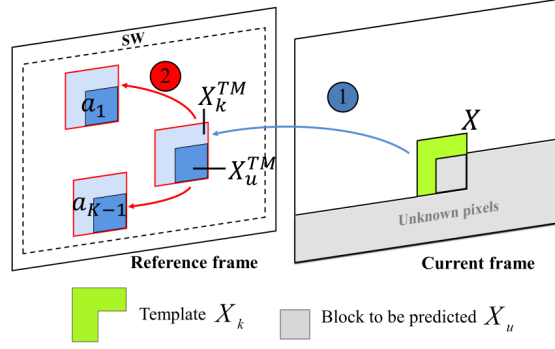 SW
2
1
X_k^{TM}
X
a_1
X_u^{TM}
a_{K-1}
Unknown pixels
Reference frame
Current frame
Template X_k
Block to be predicted X_u